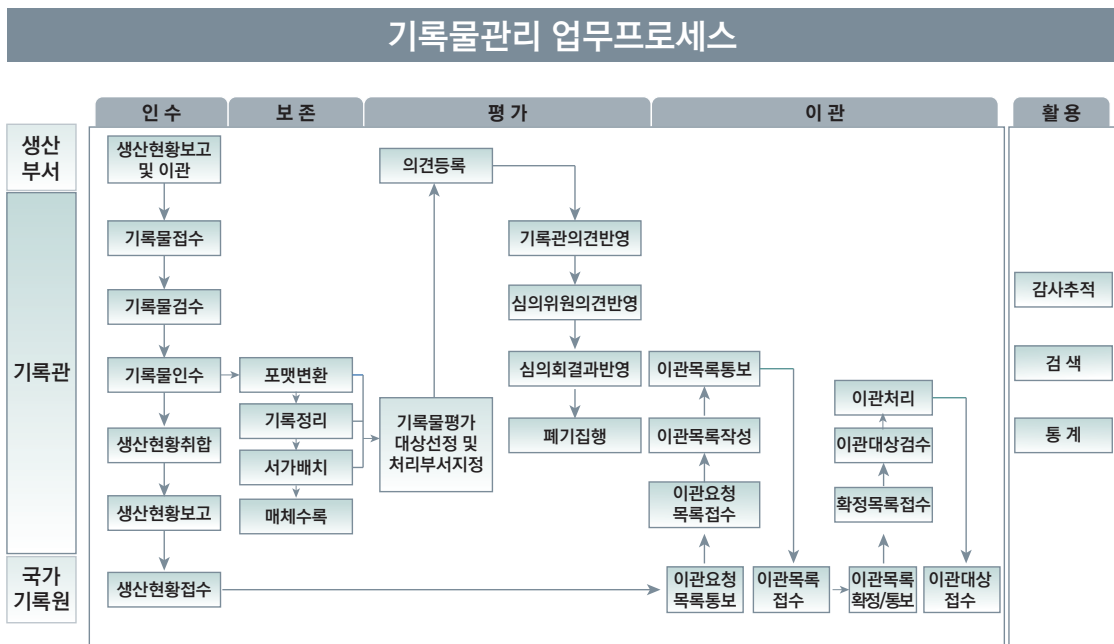 기록물관리 업무프로세스
인 수
보 존
평 가
이 관
활 용
생산
부서
기록관
국가
기록원
생산현황보고
및 이관
기록물접수
기록물검수
기록물인수
생산현황취합
생산현황보고
생산현황접수
포맷변환
기록정리
서가배치
매체수록
의견등록
기록물평가
대상선정 및
처리부서지정
기록관의견반영
심의위원의견반영
심의회결과반영
폐기집행
이관목록통보
이관목록작성
이관요청
목록접수
이관요청
목록통보
이관목록
접수
이관처리
이관대상검수
확정목록접수
이관목록
확정/통보
이관대상
접수
감사추적
검 색
통 계